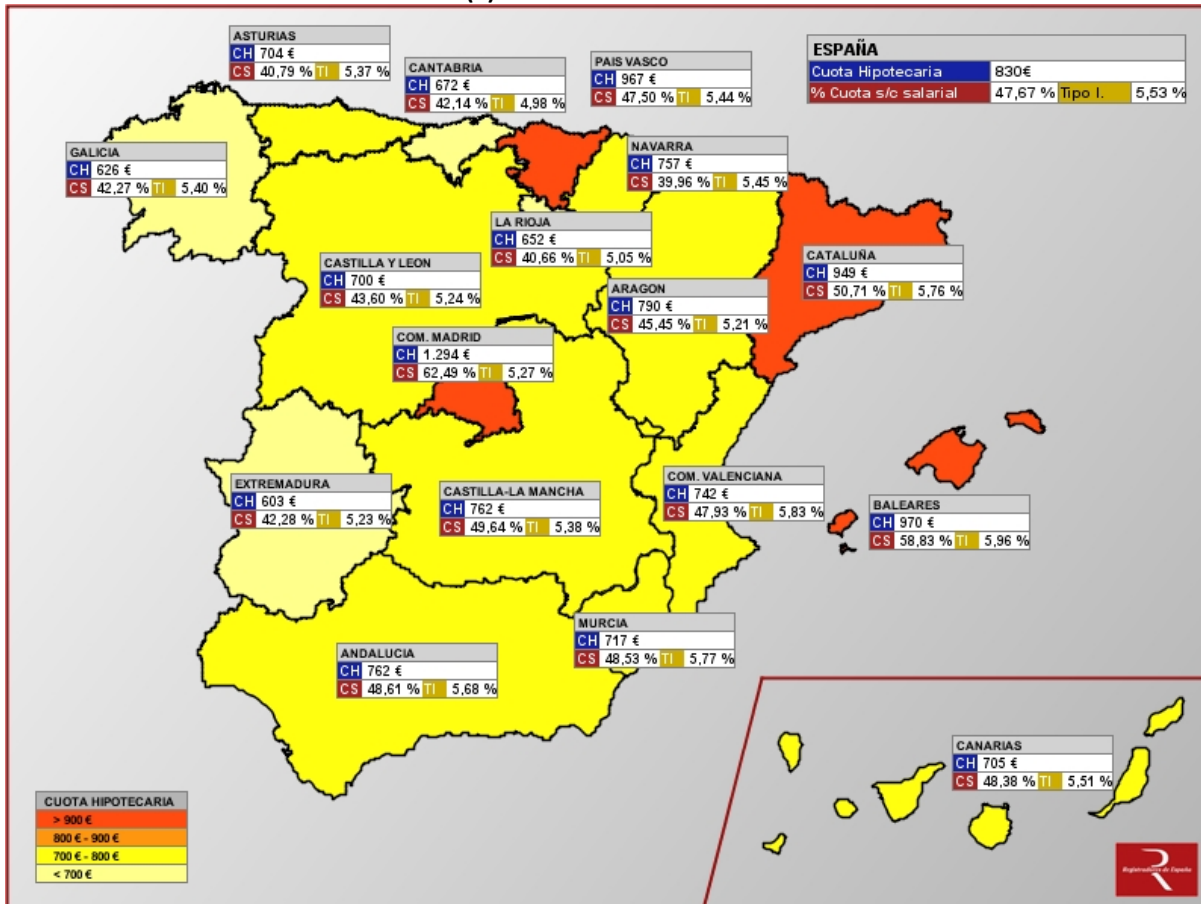 ASTURIAS
CH 704 €
CS 40,79 % TI 5,37 %
CANTABRIA
CH 672 €
CS 42,14 % TI 4,98 %
PAIS VASCO
CH 967 €
CS 47,50 % TI 5,44 %
ESPAÑA
Cuota Hipotecaria 830€
% Cuota s/c salarial 47,67 % Tipo I. 5,53 %
GALICIA
CH 626 €
CS 42,27 % TI 5,40 %
NAVARRA
CH 757 €
CS 39,96 % TI 5,45 %
LA RIOJA
CH 652 €
CS 40,66 % TI 5,05 %
CASTILLA Y LEON
CH 700 €
CS 43,60 % TI 5,24 %
CATALUÑA
CH 949 €
CS 50,71 % TI 5,76 %
ARAGON
CH 790 €
CS 45,45 % TI 5,21 %
COM. MADRID
CH 1.294 €
CS 62,49 % TI 5,27 %
EXTREMADURA
CH 603 €
CS 42,28 % TI 5,23 %
CASTILLA-LA MANCHA
CH 762 €
CS 49,64 % TI 5,38 %
COM. VALENCIANA
CH 742 €
CS 47,93 % TI 5,83 %
BALEARES
CH 970 €
CS 58,83 % TI 5,96 %
MURCIA
CH 717 €
CS 48,53 % TI 5,77 %
ANDALUCIA
CH 762 €
CS 48,61 % TI 5,68 %
CANARIAS
CH 705 €
CS 48,38 % TI 5,51 %
CUOTA HIPOTECARIA
> 900 €
800 € - 900 €
700 € - 800 €
< 700 €
Registradores de España